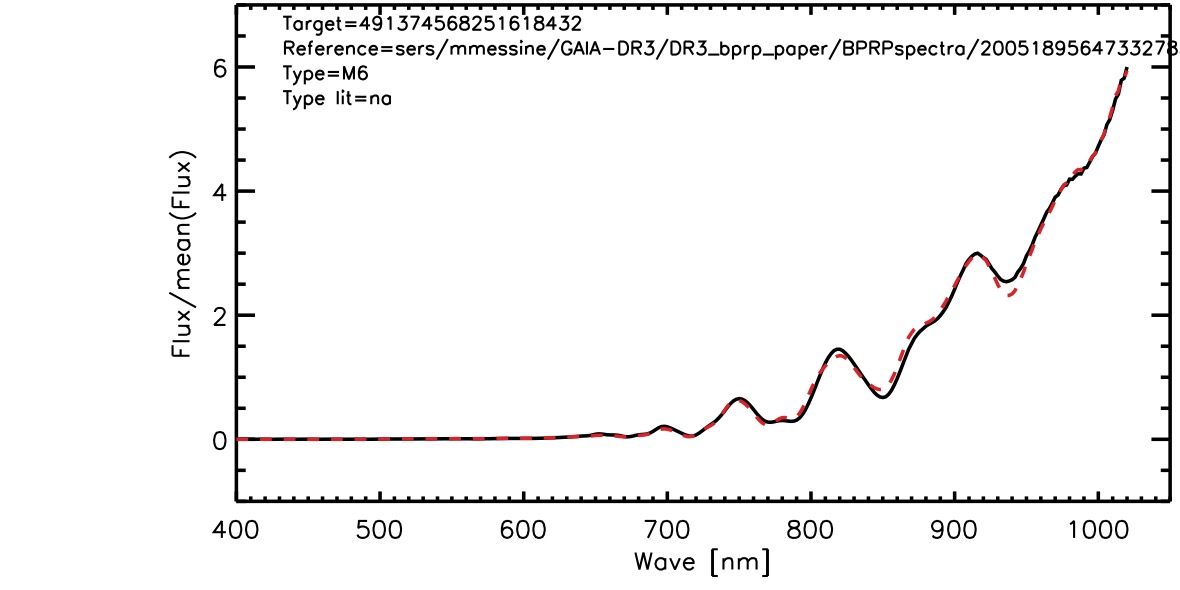 Target=491374568251618432
Reference=sers/mmessine/GAIA-DR3/DR3_bprp_paper/BPRPspectra/2005189564733278
Type=M6
Type lit=na
6
4
2
0
Flux/mean(Flux)
400 500 600 700 800 900 1000
Wave [nm]